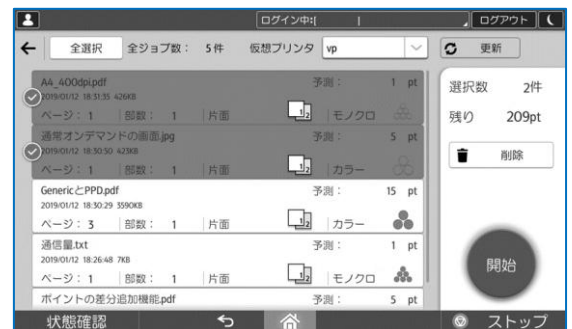 ログイン中:[ ]
ログアウト
全選択 全ジョブ数： 5件 仮想プリンタ vp 更新
A4_400dpi.pdf 予測： 1 pt
2019/01/12 18:31:35 426KB
ページ： 1 部数： 1 片面 1 2 モノクロ
通常オンデマンドの画面.jpg 予測： 5 pt
2019/01/12 18:30:50 423KB
ページ： 1 部数： 1 片面 1 2 カラー
GenericとPPD.pdf 予測： 15 pt
2019/01/12 18:30:29 3590KB
ページ： 3 部数： 1 片面 1 2 カラー
通信量.txt 予測： 1 pt
2019/01/12 18:26:48 7KB
ページ： 1 部数： 1 片面 1 2 モノクロ
ポイントの差分追加機能.pdf 予測： 5 pt
選択数 2件
残り 209pt
削除
開始
状態確認
ストップ